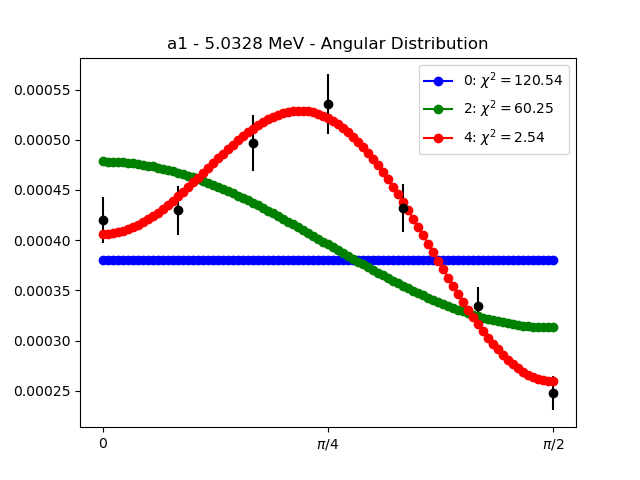 a1 - 5.0328 MeV - Angular Distribution
0: χ² = 120.54
2: χ² = 60.25
4: χ² = 2.54
0.00055
0.00050
0.00045
0.00040
0.00035
0.00030
0.00025
0 π/4 π/2